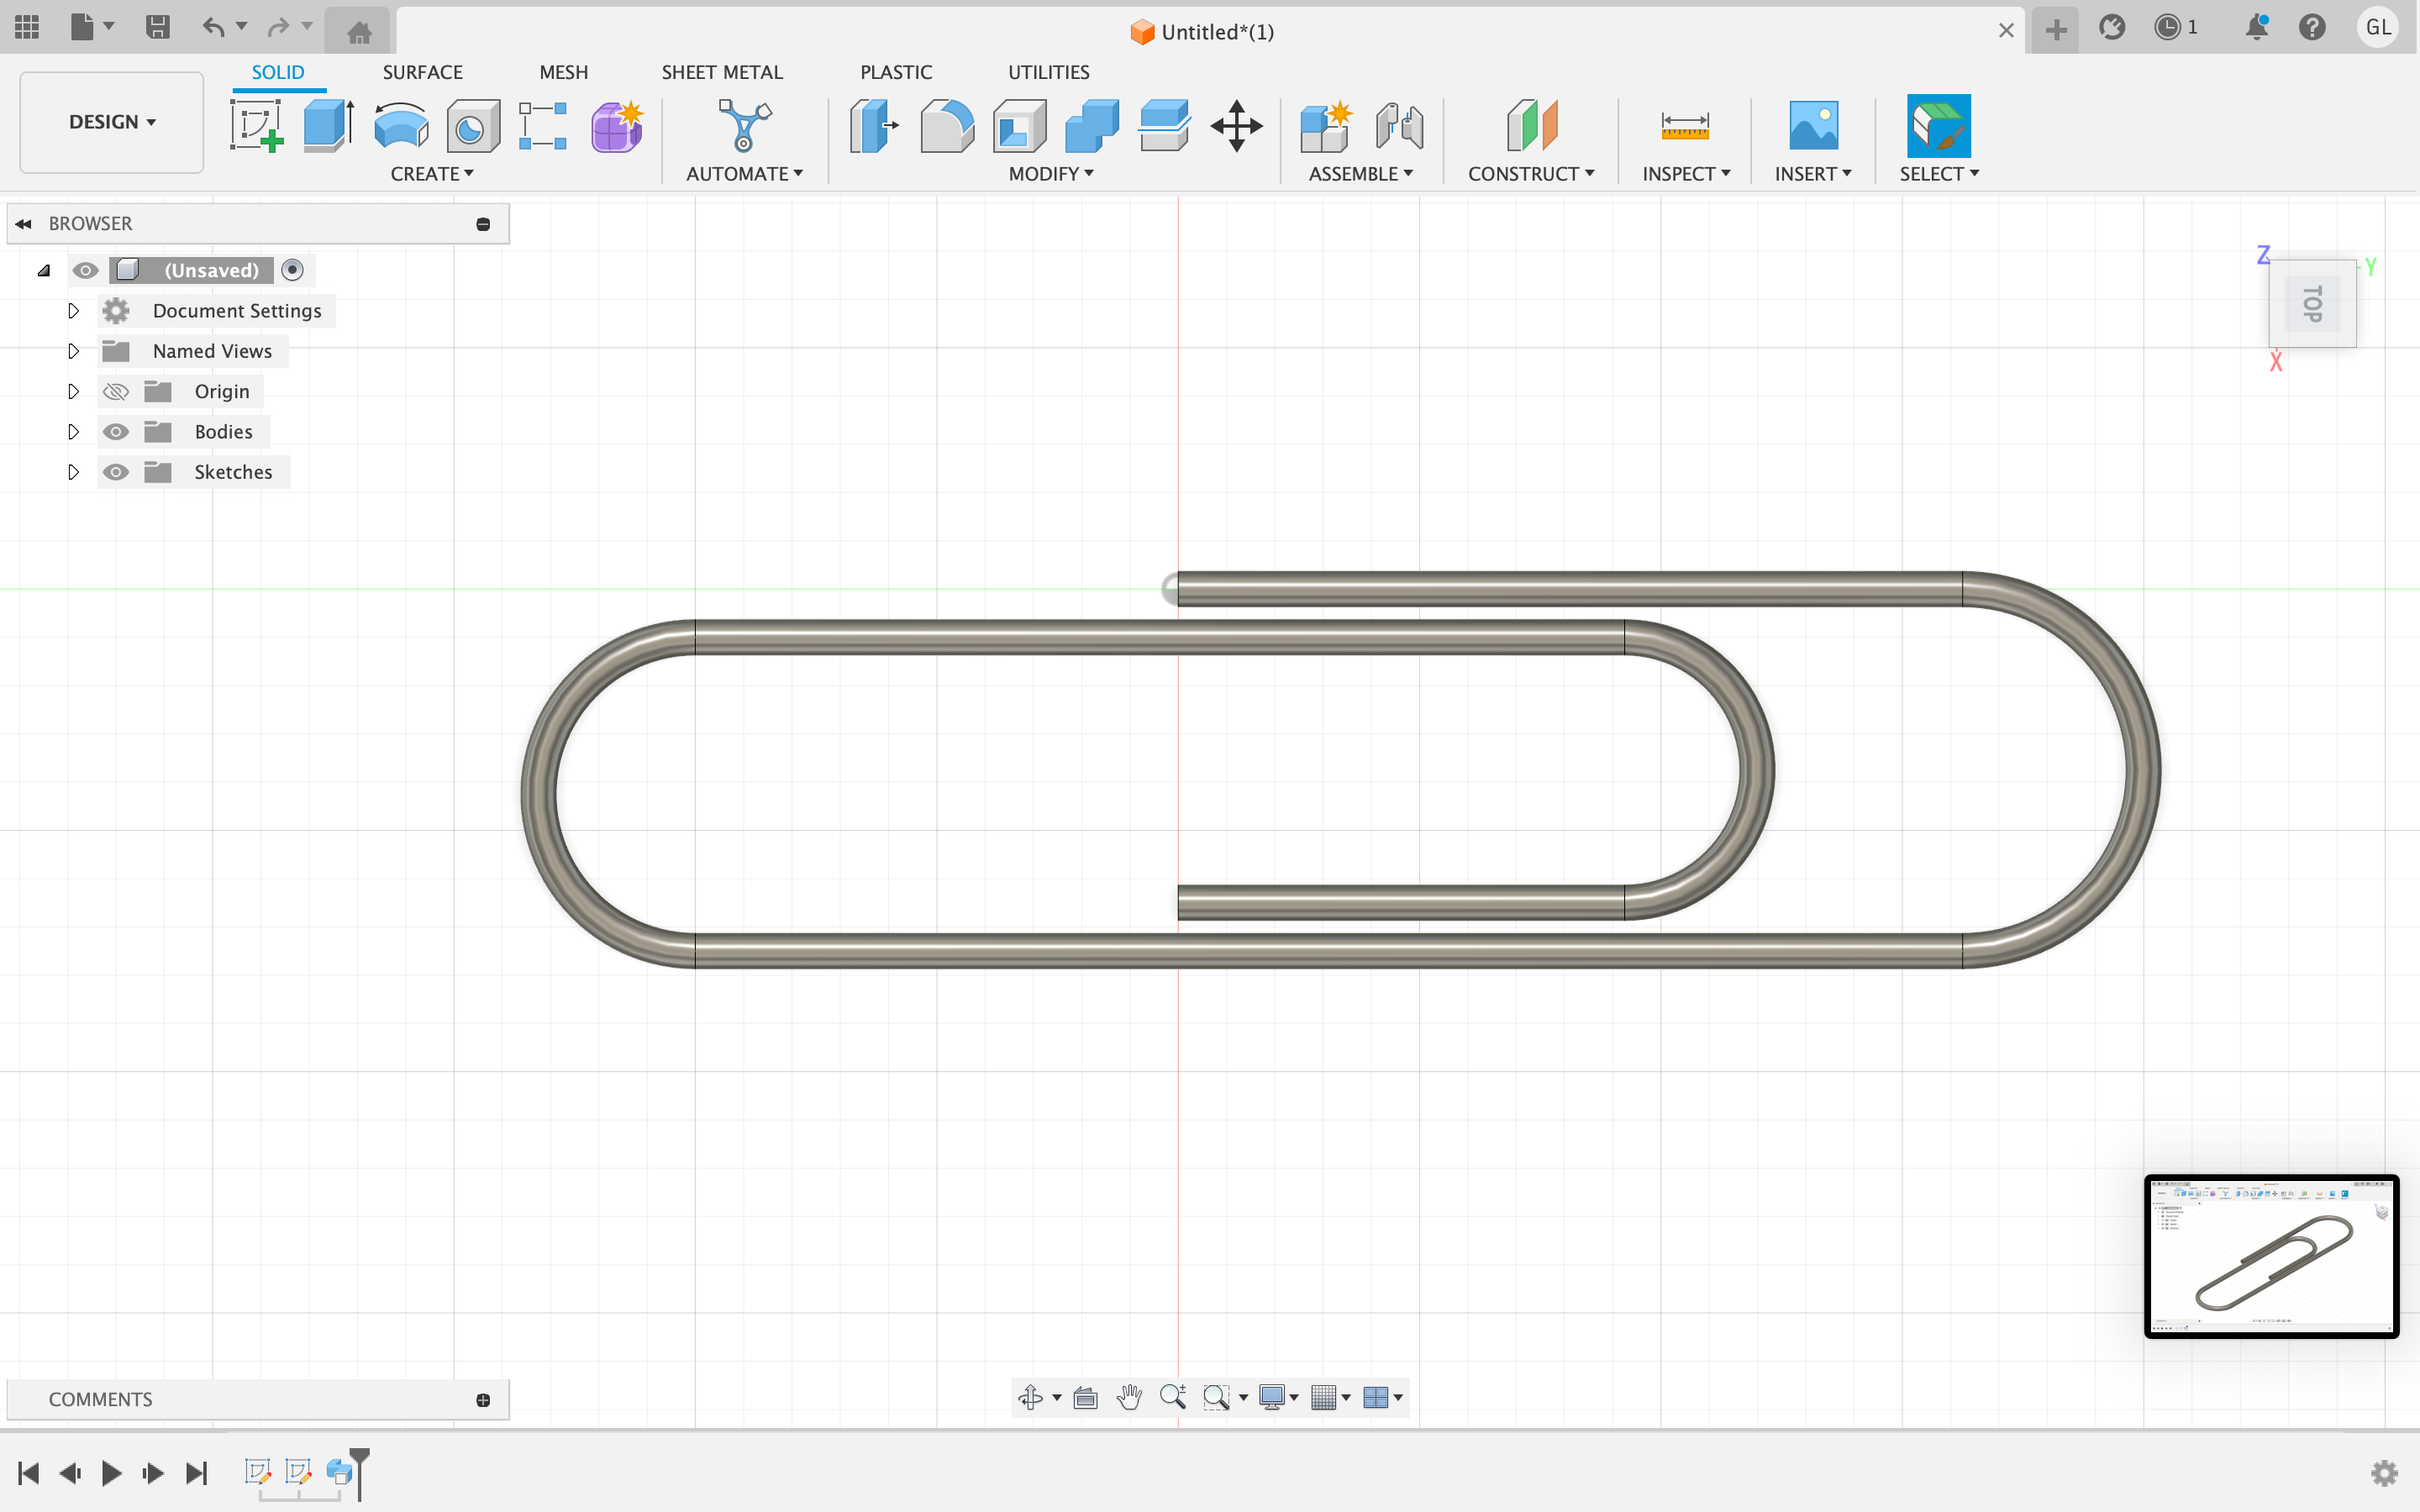 Untitled*(1)
1
GL
SOLID SURFACE MESH SHEET METAL PLASTIC UTILITIES
DESIGN
CREATE AUTOMATE MODIFY ASSEMBLE CONSTRUCT INSPECT INSERT SELECT
BROWSER
(Unsaved)
Document Settings
Named Views
Origin
Bodies
Sketches
Z
Y
TOP
X
COMMENTS